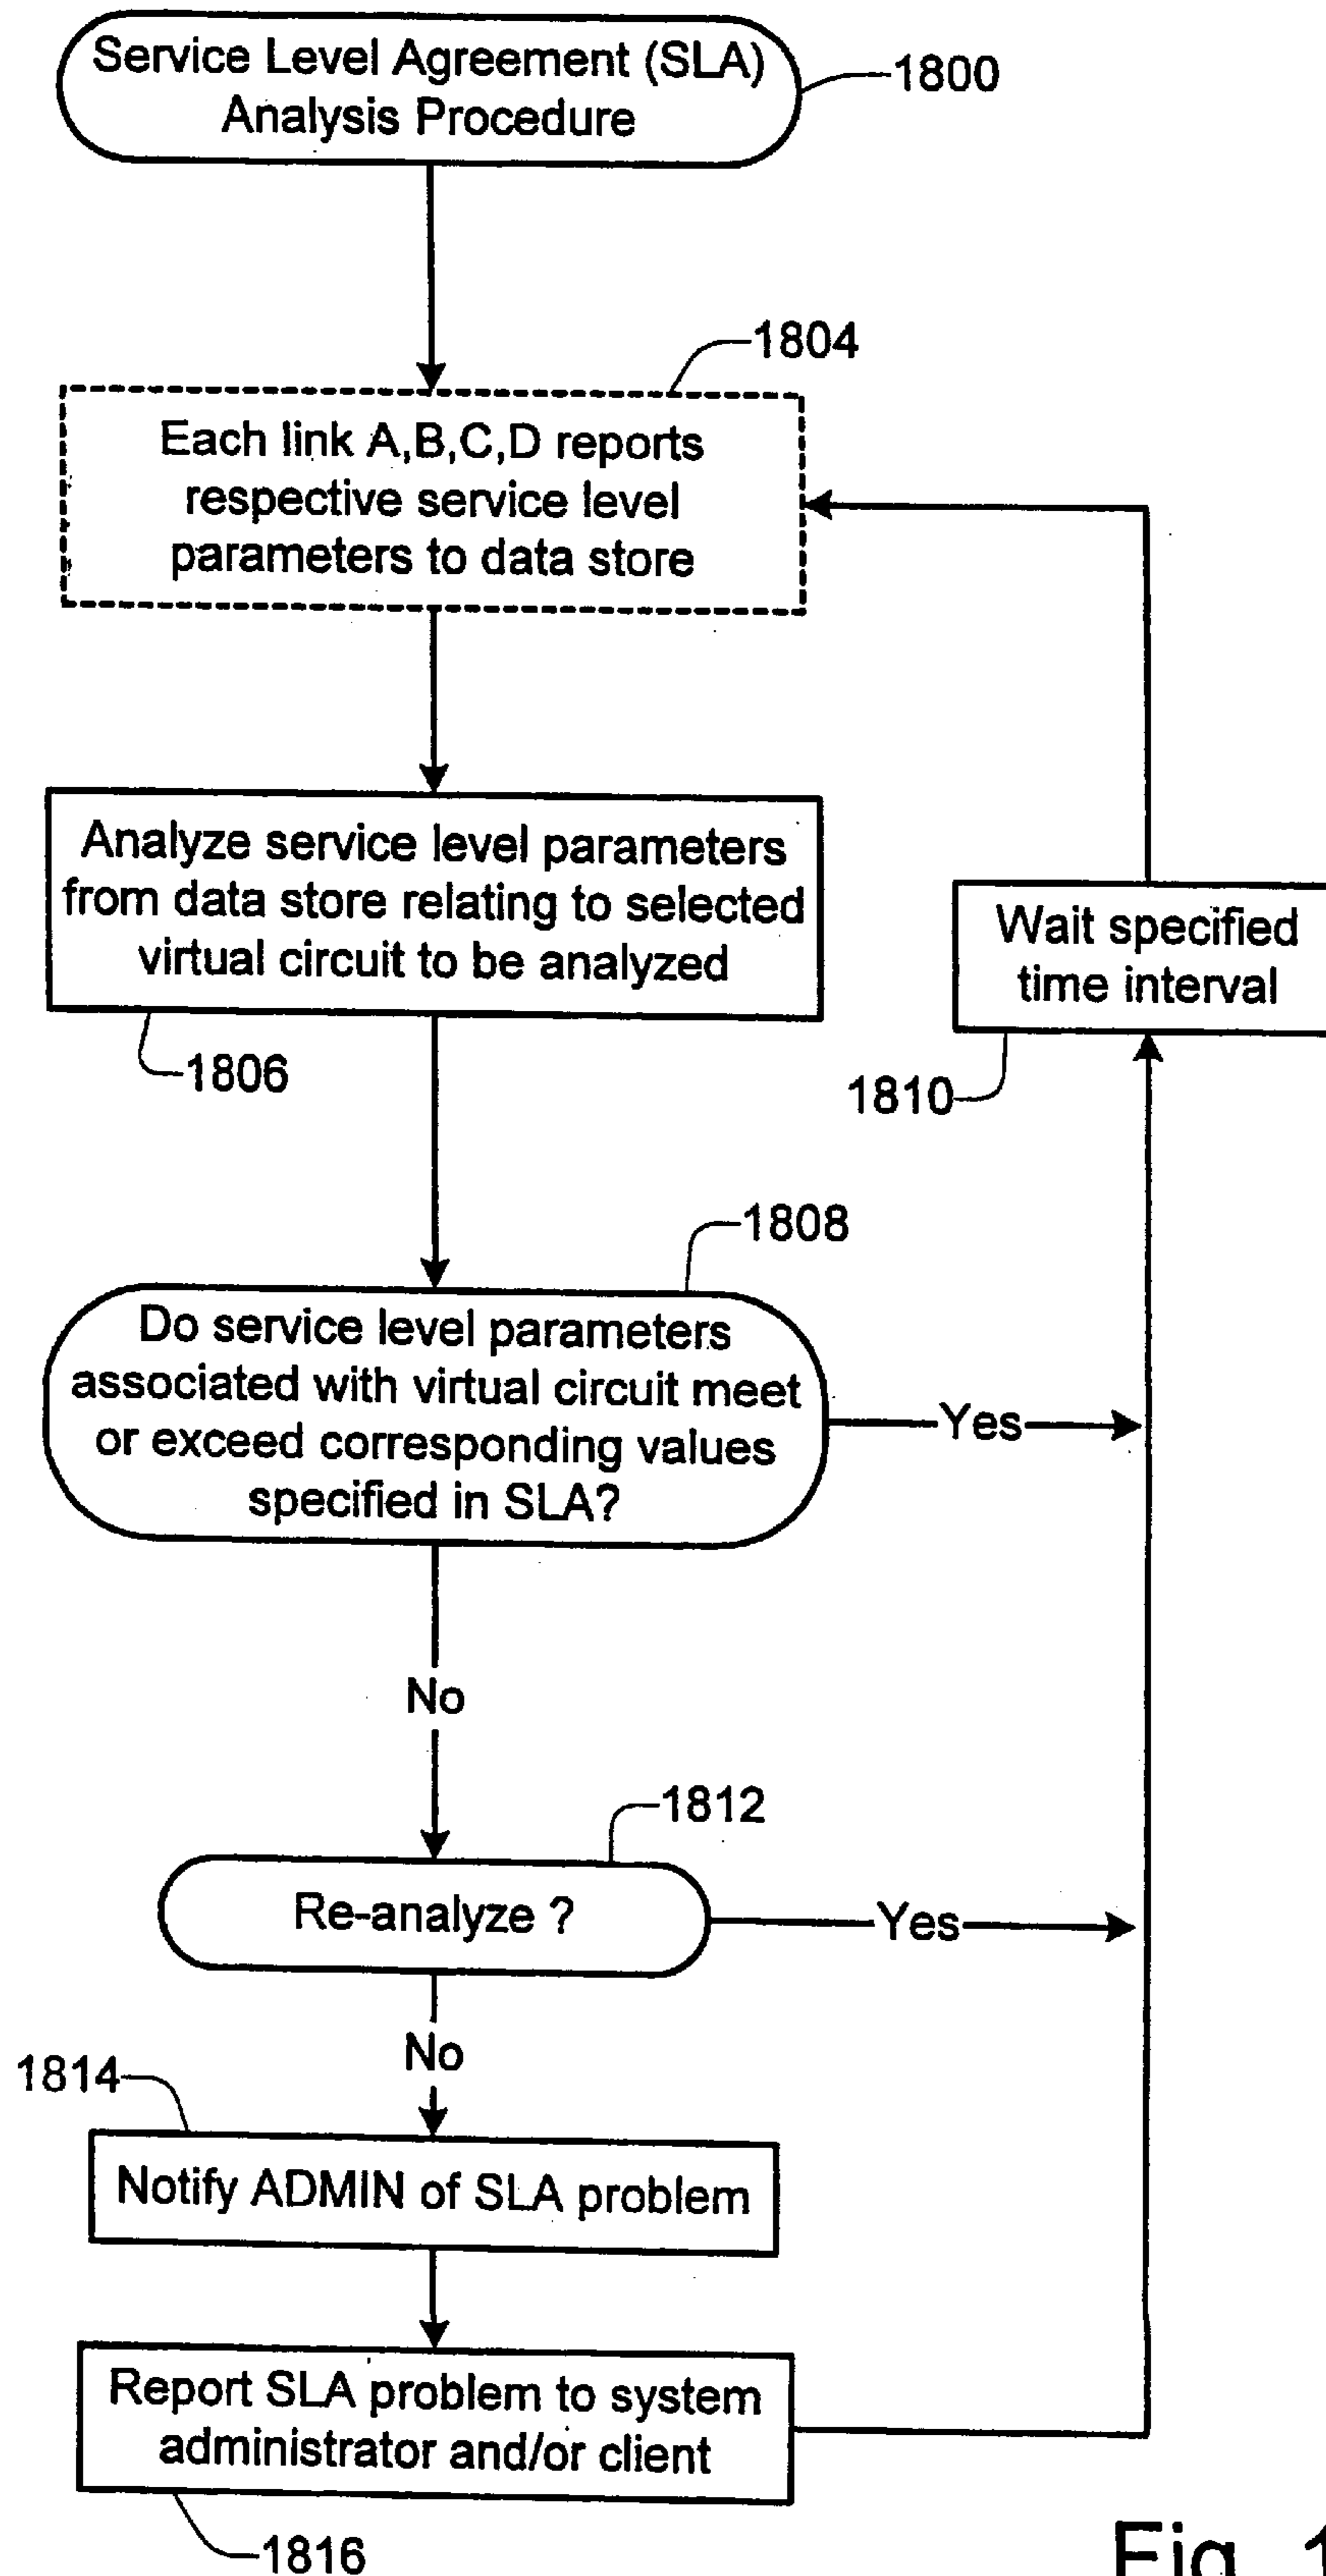 Service Level Agreement (SLA)
Analysis Procedure
1800
1804
Each link A,B,C,D reports
respective service level
parameters to data store
Analyze service level parameters
from data store relating to selected
virtual circuit to be analyzed
1806
Wait specified
time interval
1810
1808
Do service level parameters
associated with virtual circuit meet
or exceed corresponding values
specified in SLA?
Yes
No
1812
Re-analyze ?
Yes
No
1814
Notify ADMIN of SLA problem
Report SLA problem to system
administrator and/or client
1816
Fig. 1